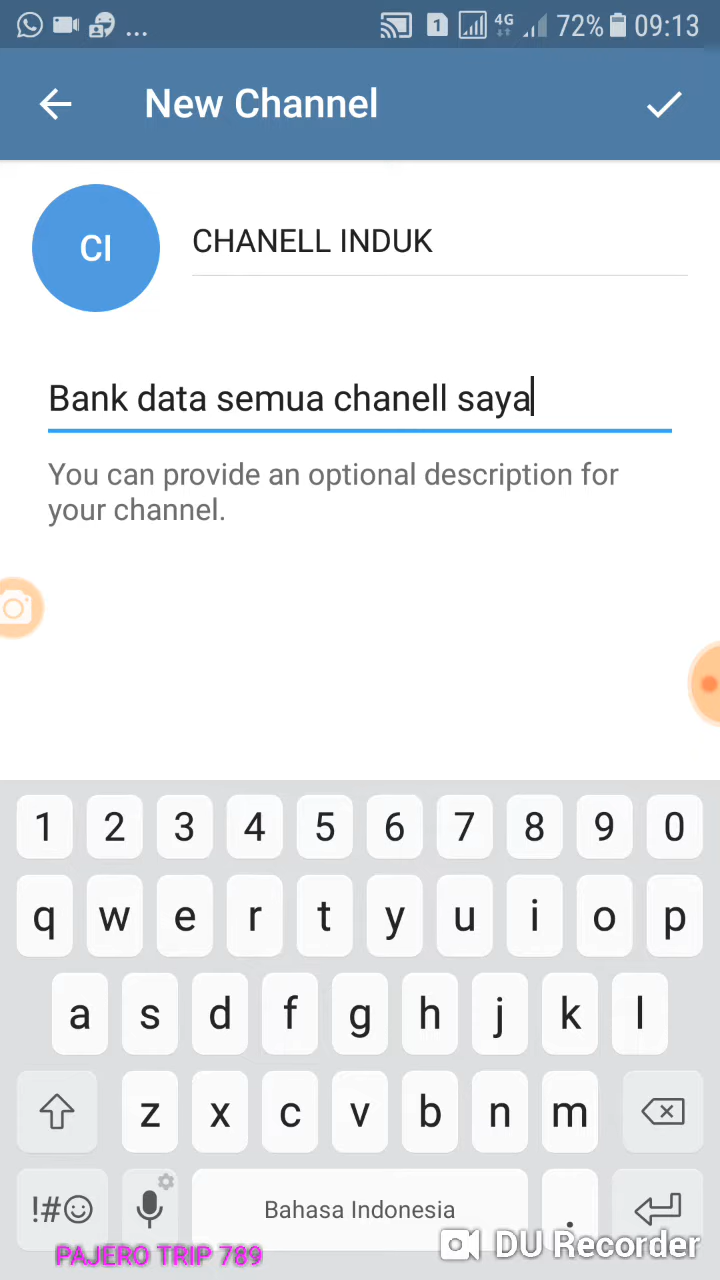 ... 1 4G 72% 09:13
New Channel
CI
CHANELL INDUK
Bank data semua chanell saya
You can provide an optional description for
your channel.
1 2 3 4 5 6 7 8 9 0
q w e r t y u i o p
a s d f g h j k l
z x c v b n m
!#☺ Bahasa Indonesia .
PAJERO TRIP 789 DU Recorder